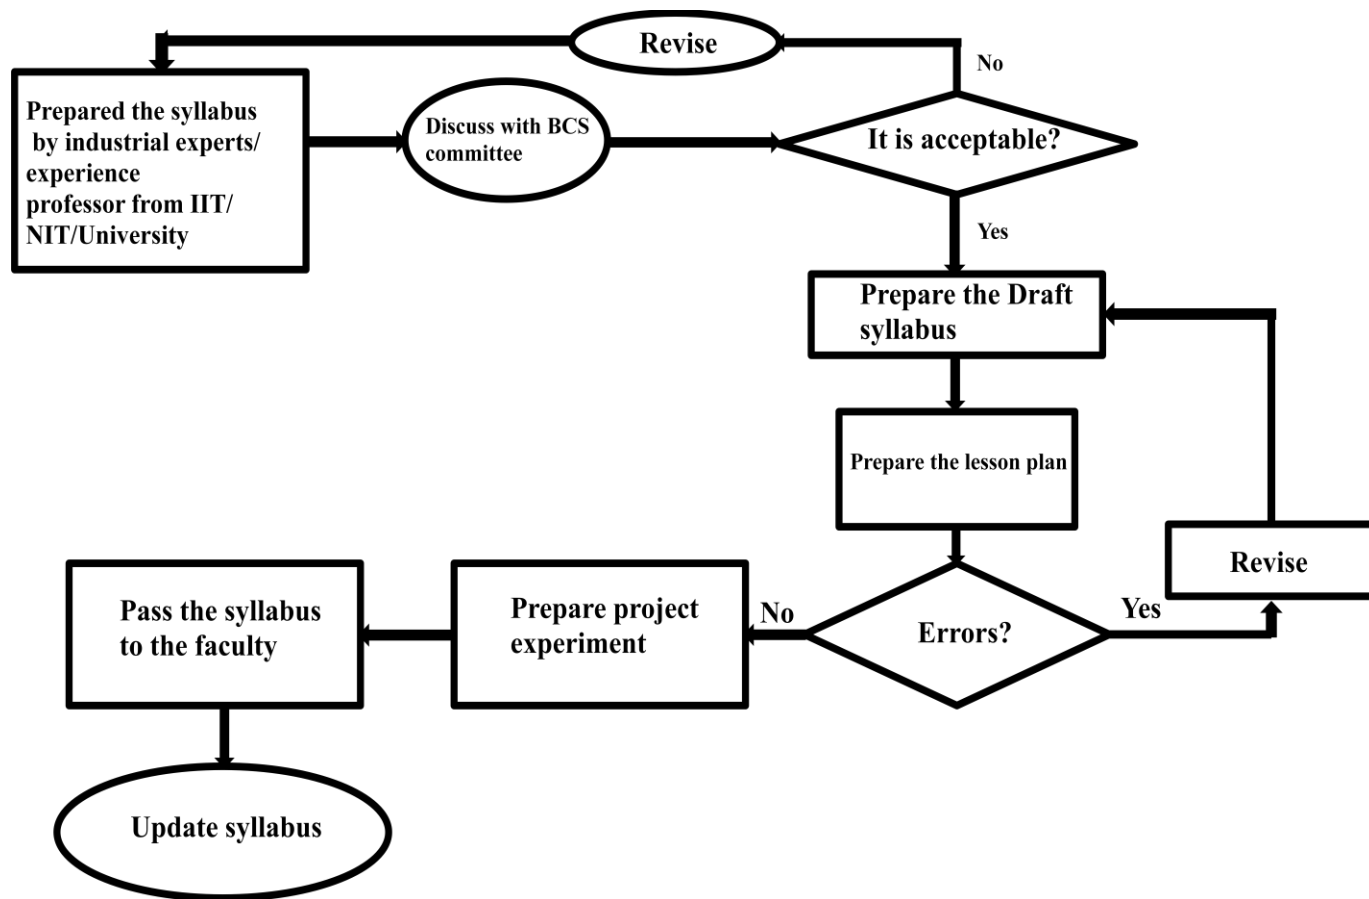 Revise
No
Prepared the syllabus
by industrial experts/
experience
professor from IIT/
NIT/University
Discuss with BCS
committee
It is acceptable?
Yes
Prepare the Draft
syllabus
Prepare the lesson plan
Revise
Pass the syllabus
to the faculty
Prepare project
experiment
No
Errors?
Yes
Update syllabus